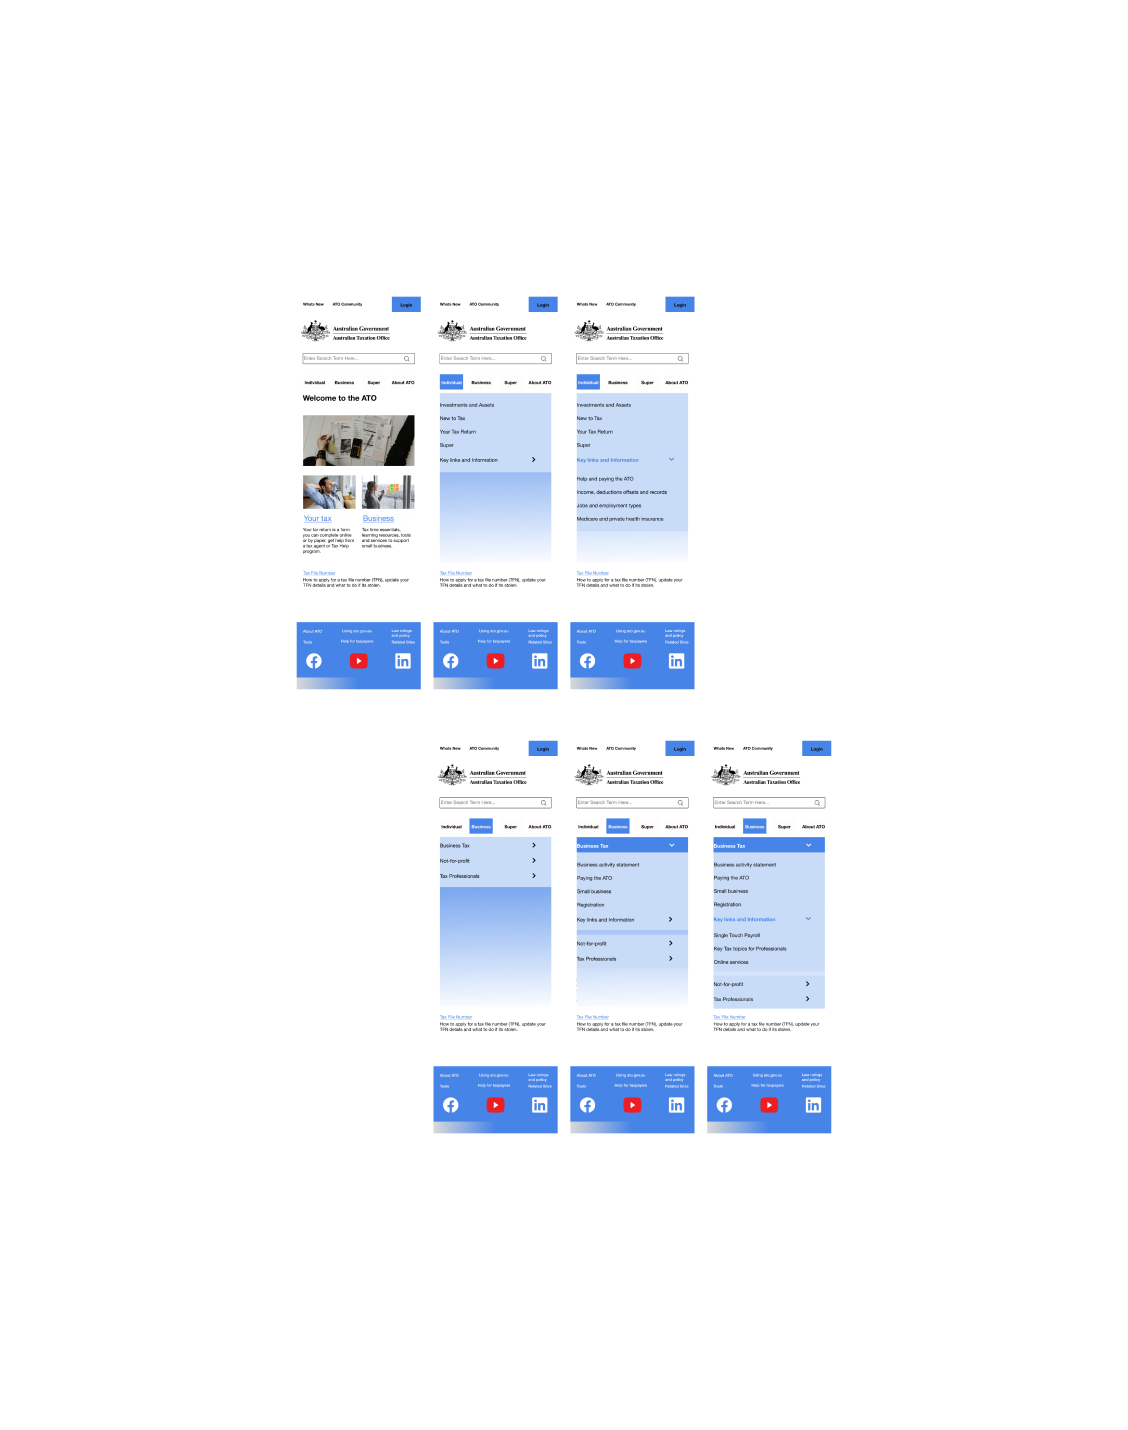 Whats New ATO Community Login
Australian Government
Australian Taxation Office
Enter Search Term Here...
Individual Business Super About ATO
Welcome to the ATO
Your tax
Your tax return is a form
you can complete online
or by paper, get help from
a tax agent or Tax Help
program.
Business
Tax time essentials,
learning resources, tools
and services to support
small business.
Tax File Number
How to apply for a tax file number (TFN), update your
TFN details and what to do if its stolen.
About ATO Using ato.gov.au Law rulings
and policy
Tools Help for taxpayers Related Sites
Whats New ATO Community Login
Australian Government
Australian Taxation Office
Enter Search Term Here...
Individual Business Super About ATO
Investments and Assets
New to Tax
Your Tax Return
Super
Key links and Information
Tax File Number
How to apply for a tax file number (TFN), update your
TFN details and what to do if its stolen.
About ATO Using ato.gov.au Law rulings
and policy
Tools Help for taxpayers Related Sites
Whats New ATO Community Login
Australian Government
Australian Taxation Office
Enter Search Term Here...
Individual Business Super About ATO
Investments and Assets
New to Tax
Your Tax Return
Super
Key links and Information
Help and paying the ATO
Income, deductions offsets and records
Jobs and employment types
Medicare and private health insurance
Tax File Number
How to apply for a tax file number (TFN), update your
TFN details and what to do if its stolen.
About ATO Using ato.gov.au Law rulings
and policy
Tools Help for taxpayers Related Sites
Whats New ATO Community Login
Australian Government
Australian Taxation Office
Enter Search Term Here...
Individual Business Super About ATO
Business Tax
Not-for-profit
Tax Professionals
Tax File Number
How to apply for a tax file number (TFN), update your
TFN details and what to do if its stolen.
About ATO Using ato.gov.au Law rulings
and policy
Tools Help for taxpayers Related Sites
Whats New ATO Community Login
Australian Government
Australian Taxation Office
Enter Search Term Here...
Individual Business Super About ATO
Business Tax
Business activity statement
Paying the ATO
Small business
Registration
Key links and Information
Not-for-profit
Tax Professionals
Tax File Number
How to apply for a tax file number (TFN), update your
TFN details and what to do if its stolen.
About ATO Using ato.gov.au Law rulings
and policy
Tools Help for taxpayers Related Sites
Whats New ATO Community Login
Australian Government
Australian Taxation Office
Enter Search Term Here...
Individual Business Super About ATO
Business Tax
Business activity statement
Paying the ATO
Small business
Registration
Key links and Information
Single Touch Payroll
Key Tax topics for Professionals
Online services
Not-for-profit
Tax Professionals
Tax File Number
How to apply for a tax file number (TFN), update your
TFN details and what to do if its stolen.
About ATO Using ato.gov.au Law rulings
and policy
Tools Help for taxpayers Related Sites